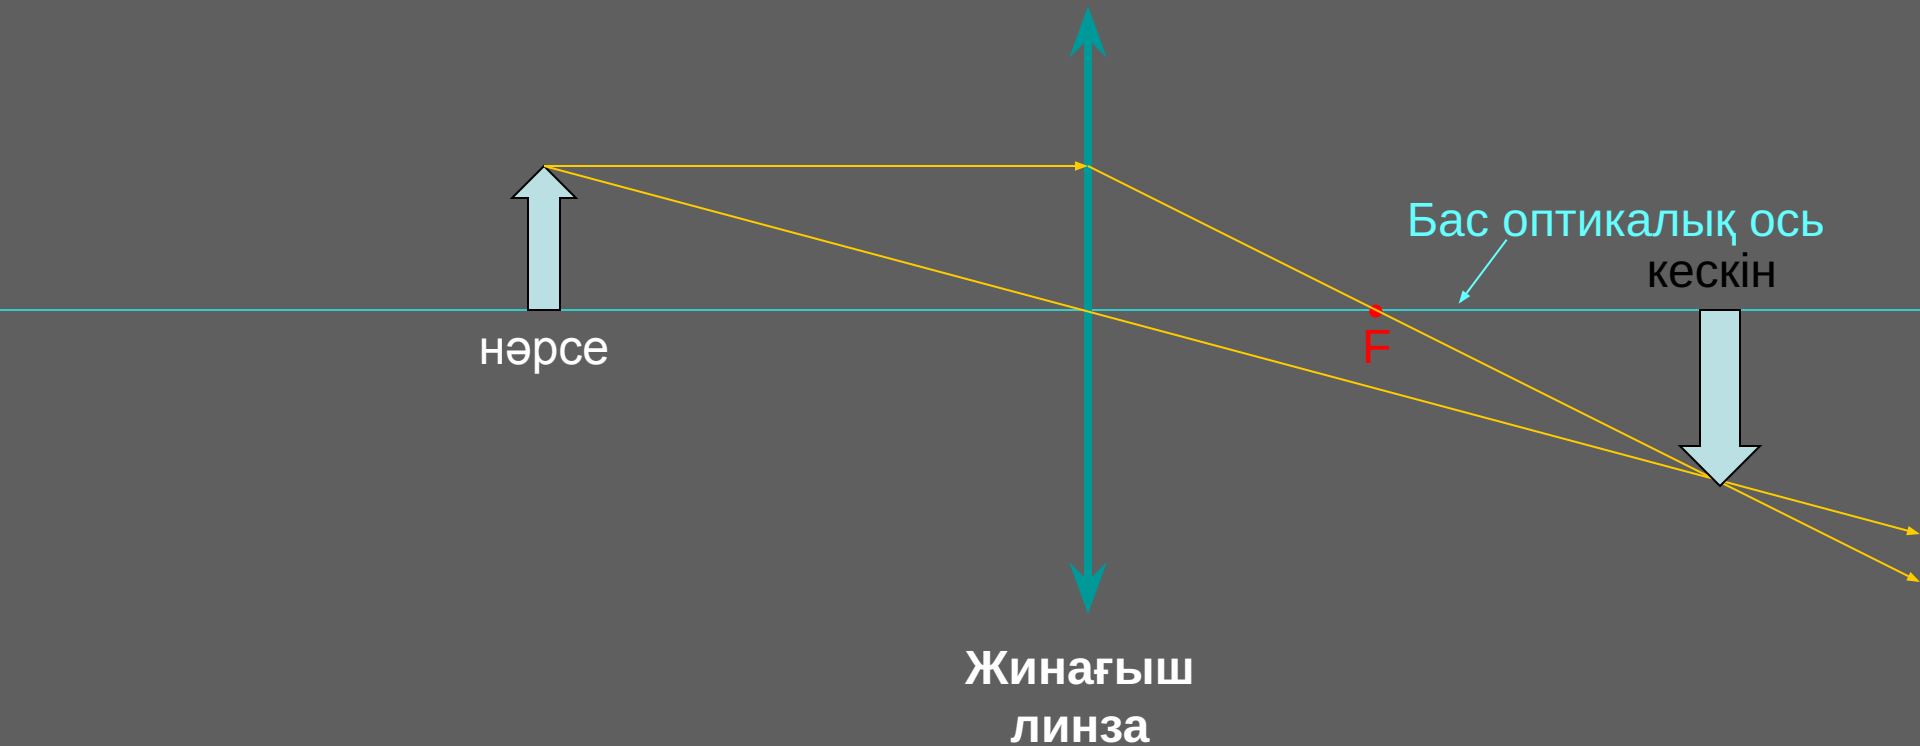 Бас оптикалық ось
кескін
нәрсе
F
Жинағыш
линза